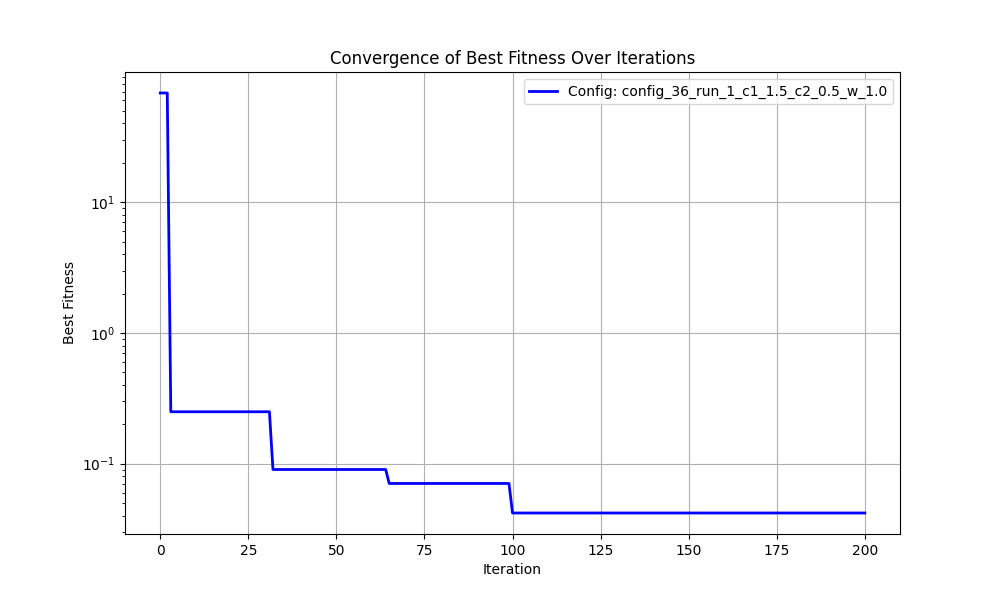 Convergence of Best Fitness Over Iterations
Config: config_36_run_1_c1_1.5_c2_0.5_w_1.0
Best Fitness
10¹
10⁰
10⁻¹
0 25 50 75 100 125 150 175 200
Iteration